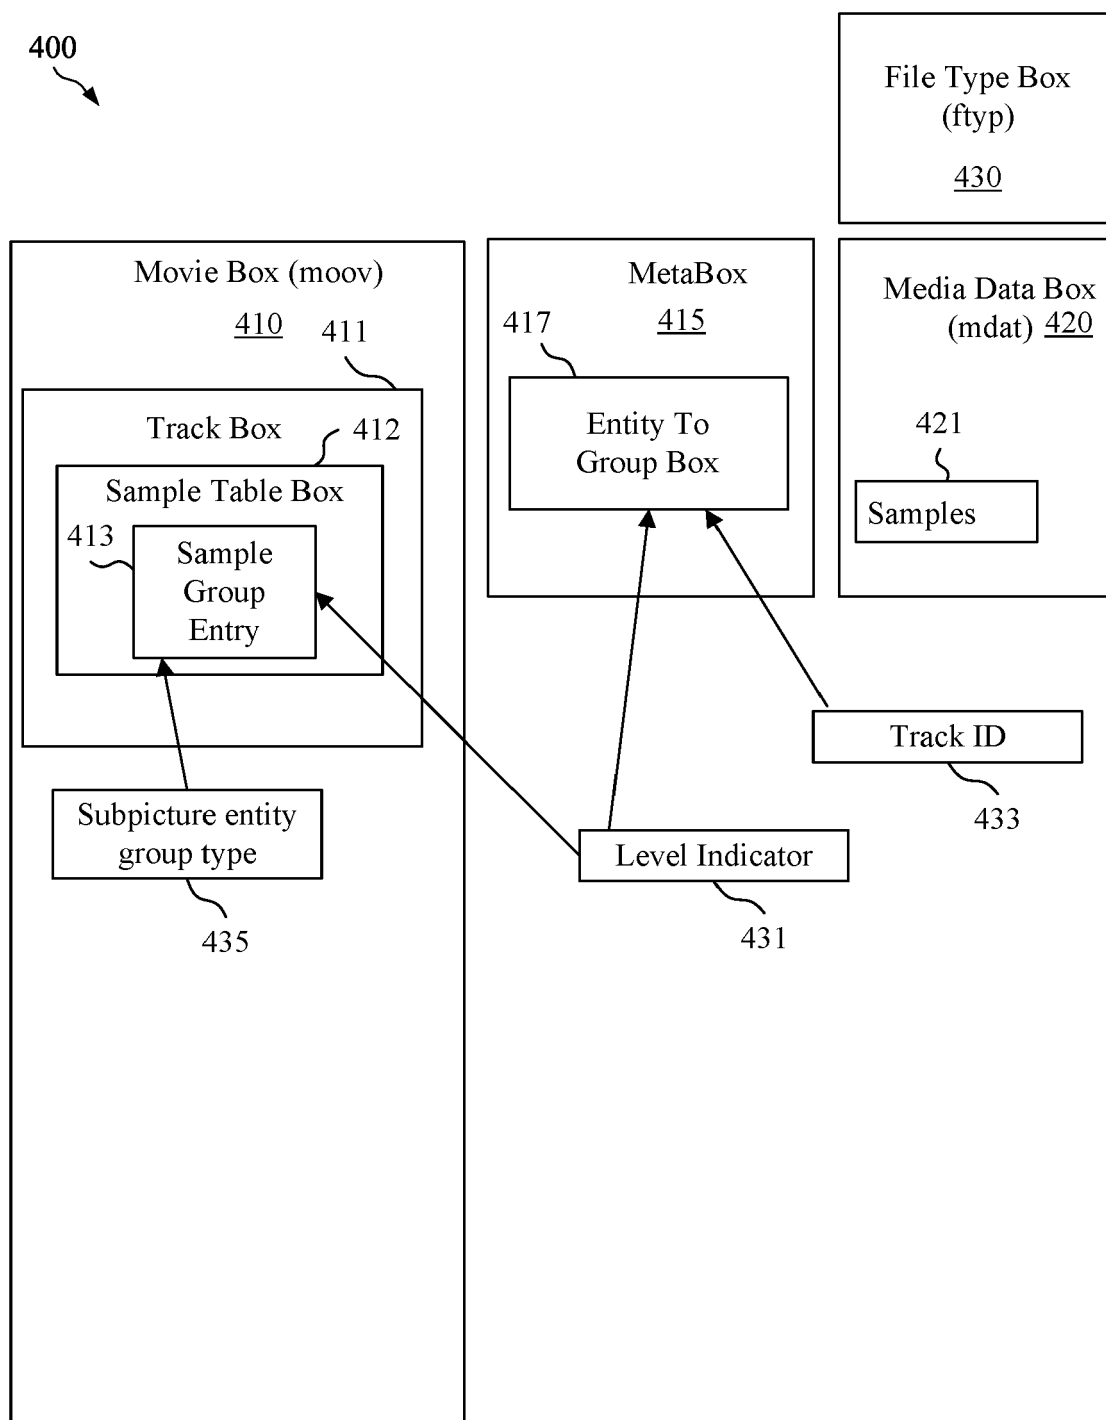 400
File Type Box
(ftyp)
430
Movie Box (moov)
410
411
Track Box
412
Sample Table Box
413
Sample
Group
Entry
MetaBox
415
417
Entity To
Group Box
Media Data Box
(mdat) 420
421
Samples
Track ID
433
Subpicture entity
group type
435
Level Indicator
431